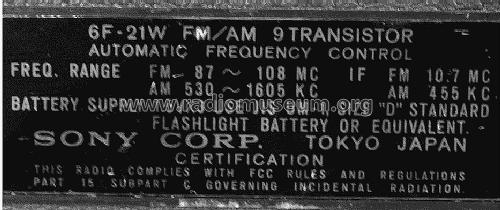 6F-21W FM/AM 9 TRANSISTOR
AUTOMATIC FREQUENCY CONTROL
FREQ. RANGE FM 87 ~ 108 MC IF FM 10.7 MC
AM 530 ~ 1605 KC AM 455 KC
BATTERY "D" STANDARD
www.radiomuseum.org
FLASHLIGHT BATTERY OR EQUIVALENT.
SONY CORP. TOKYO JAPAN
CERTIFICATION
THIS RADIO COMPLIES WITH FCC RULES AND REGULATIONS
PART 15 SUBPART C GOVERNING INCIDENTAL RADIATION.